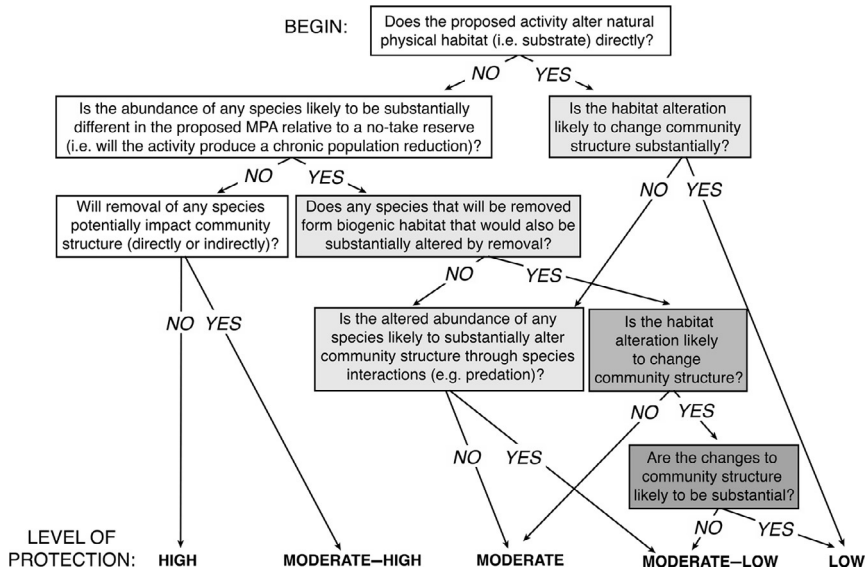 BEGIN:
Does the proposed activity alter natural
physical habitat (i.e. substrate) directly?
NO
YES
Is the abundance of any species likely to be substantially
different in the proposed MPA relative to a no-take reserve
(i.e. will the activity produce a chronic population reduction)?
Is the habitat alteration
likely to change community
structure substantially?
NO
YES
NO
YES
Will removal of any species
potentially impact community
structure (directly or indirectly)?
Does any species that will be removed
form biogenic habitat that would also be
substantially altered by removal?
NO
YES
NO
YES
Is the altered abundance of any
species likely to substantially alter
community structure through species
interactions (e.g. predation)?
Is the habitat
alteration likely
to change
community structure?
NO
YES
NO
YES
Are the changes to
community structure
likely to be substantial?
NO
YES
LEVEL OF
PROTECTION:
HIGH
MODERATE–HIGH
MODERATE
MODERATE–LOW
LOW